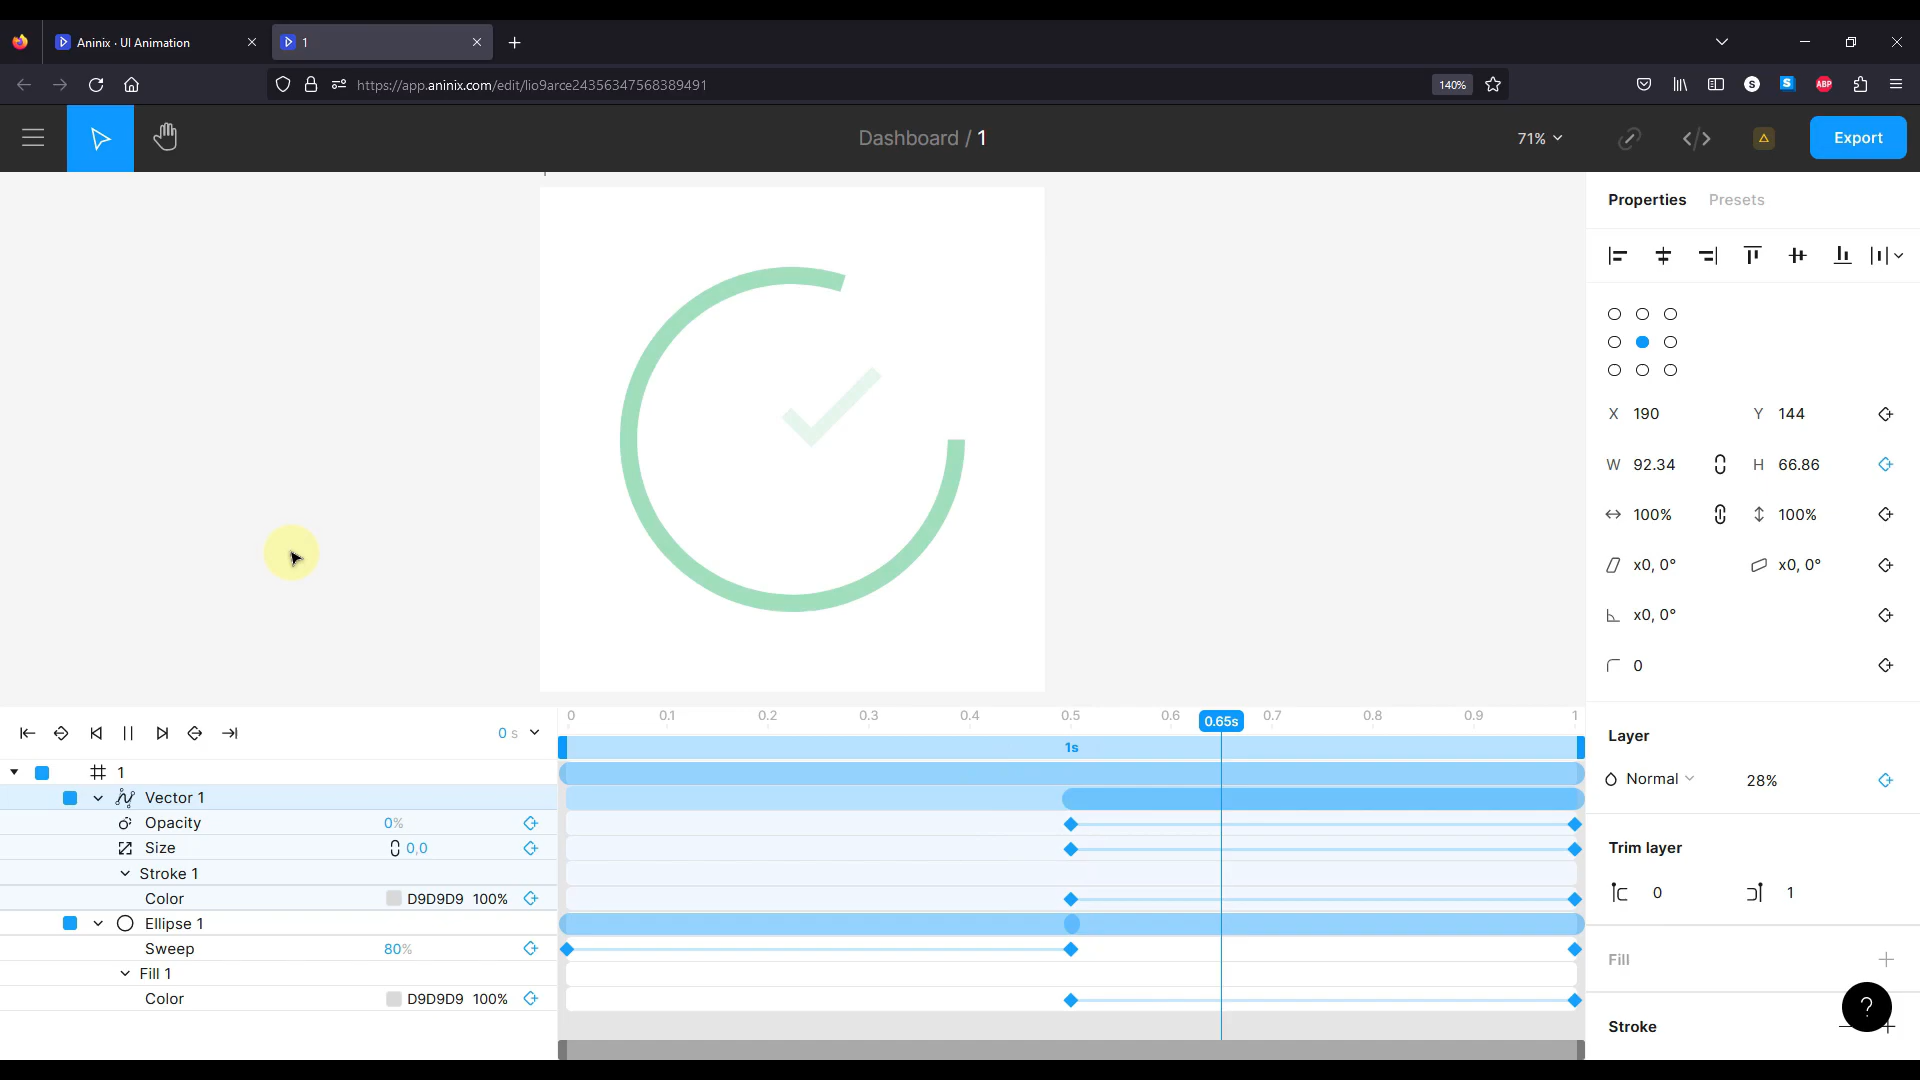 Aninix · UI Animation
1
https://app.aninix.com/edit/lio9arce24356347568389491
140%
S
S
ABP
Dashboard / 1
71%
Export
Properties
Presets
X 190
Y 144
W 92.34
H 66.86
100%
100%
x0, 0°
x0, 0°
x0, 0°
0
Layer
Normal
28%
Trim layer
0
1
Fill
Stroke
?
0 s
0
0.1
0.2
0.3
0.4
0.5
0.6
0.65s
0.7
0.8
0.9
1
1s
1
Vector 1
Opacity
0%
Size
0,0
Stroke 1
Color
D9D9D9 100%
Ellipse 1
Sweep
80%
Fill 1
Color
D9D9D9 100%